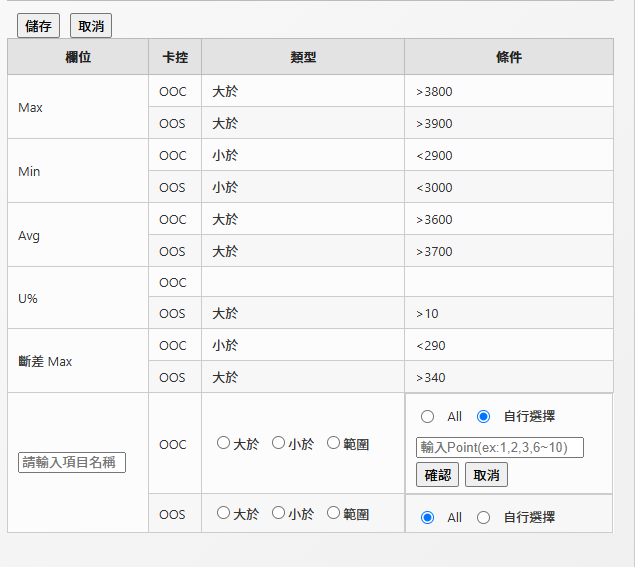 儲存 取消
欄位 卡控 類型 條件
Max
OOC 大於 >3800
OOS 大於 >3900
Min
OOC 小於 <2900
OOS 小於 <3000
Avg
OOC 大於 >3600
OOS 大於 >3700
U%
OOC
OOS 大於 >10
斷差 Max
OOC 小於 <290
OOS 大於 >340
請輸入項目名稱
OOC 大於 小於 範圍
All 自行選擇
輸入Point(ex:1,2,3,6~10)
確認 取消
OOS 大於 小於 範圍 All 自行選擇